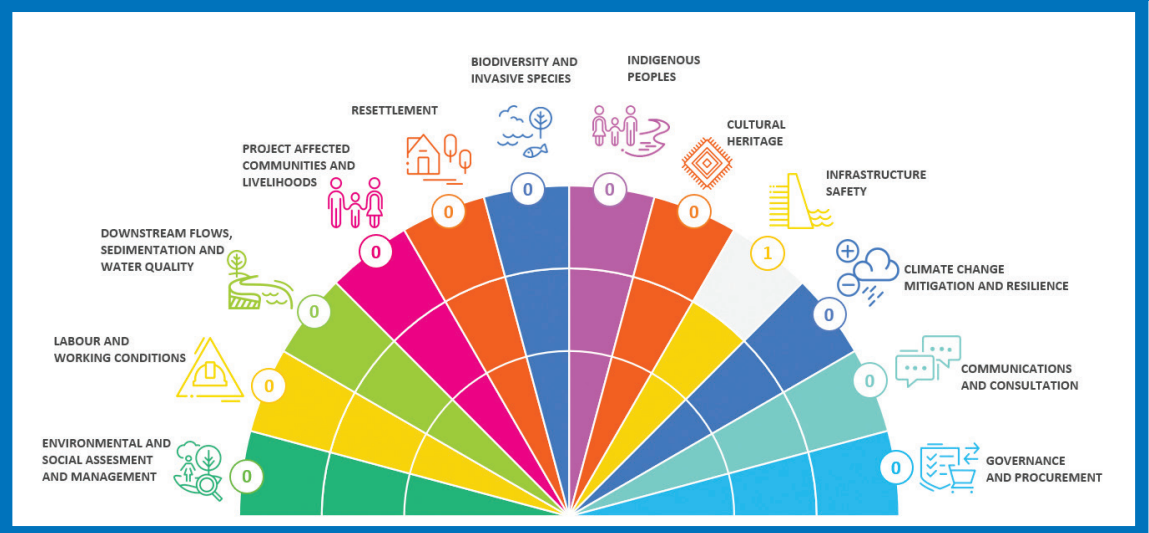 BIODIVERSITY AND
INVASIVE SPECIES
0
INDIGENOUS
PEOPLES
0
RESETTLEMENT
0
CULTURAL
HERITAGE
0
PROJECT AFFECTED
COMMUNITIES AND
LIVELIHOODS
0
INFRASTRUCTURE
SAFETY
1
DOWNSTREAM FLOWS,
SEDIMENTATION AND
WATER QUALITY
0
CLIMATE CHANGE
MITIGATION AND RESILIENCE
0
LABOUR AND
WORKING CONDITIONS
0
COMMUNICATIONS
AND CONSULTATION
0
ENVIRONMENTAL AND
SOCIAL ASSESMENT
AND MANAGEMENT
0
GOVERNANCE
AND PROCUREMENT
0